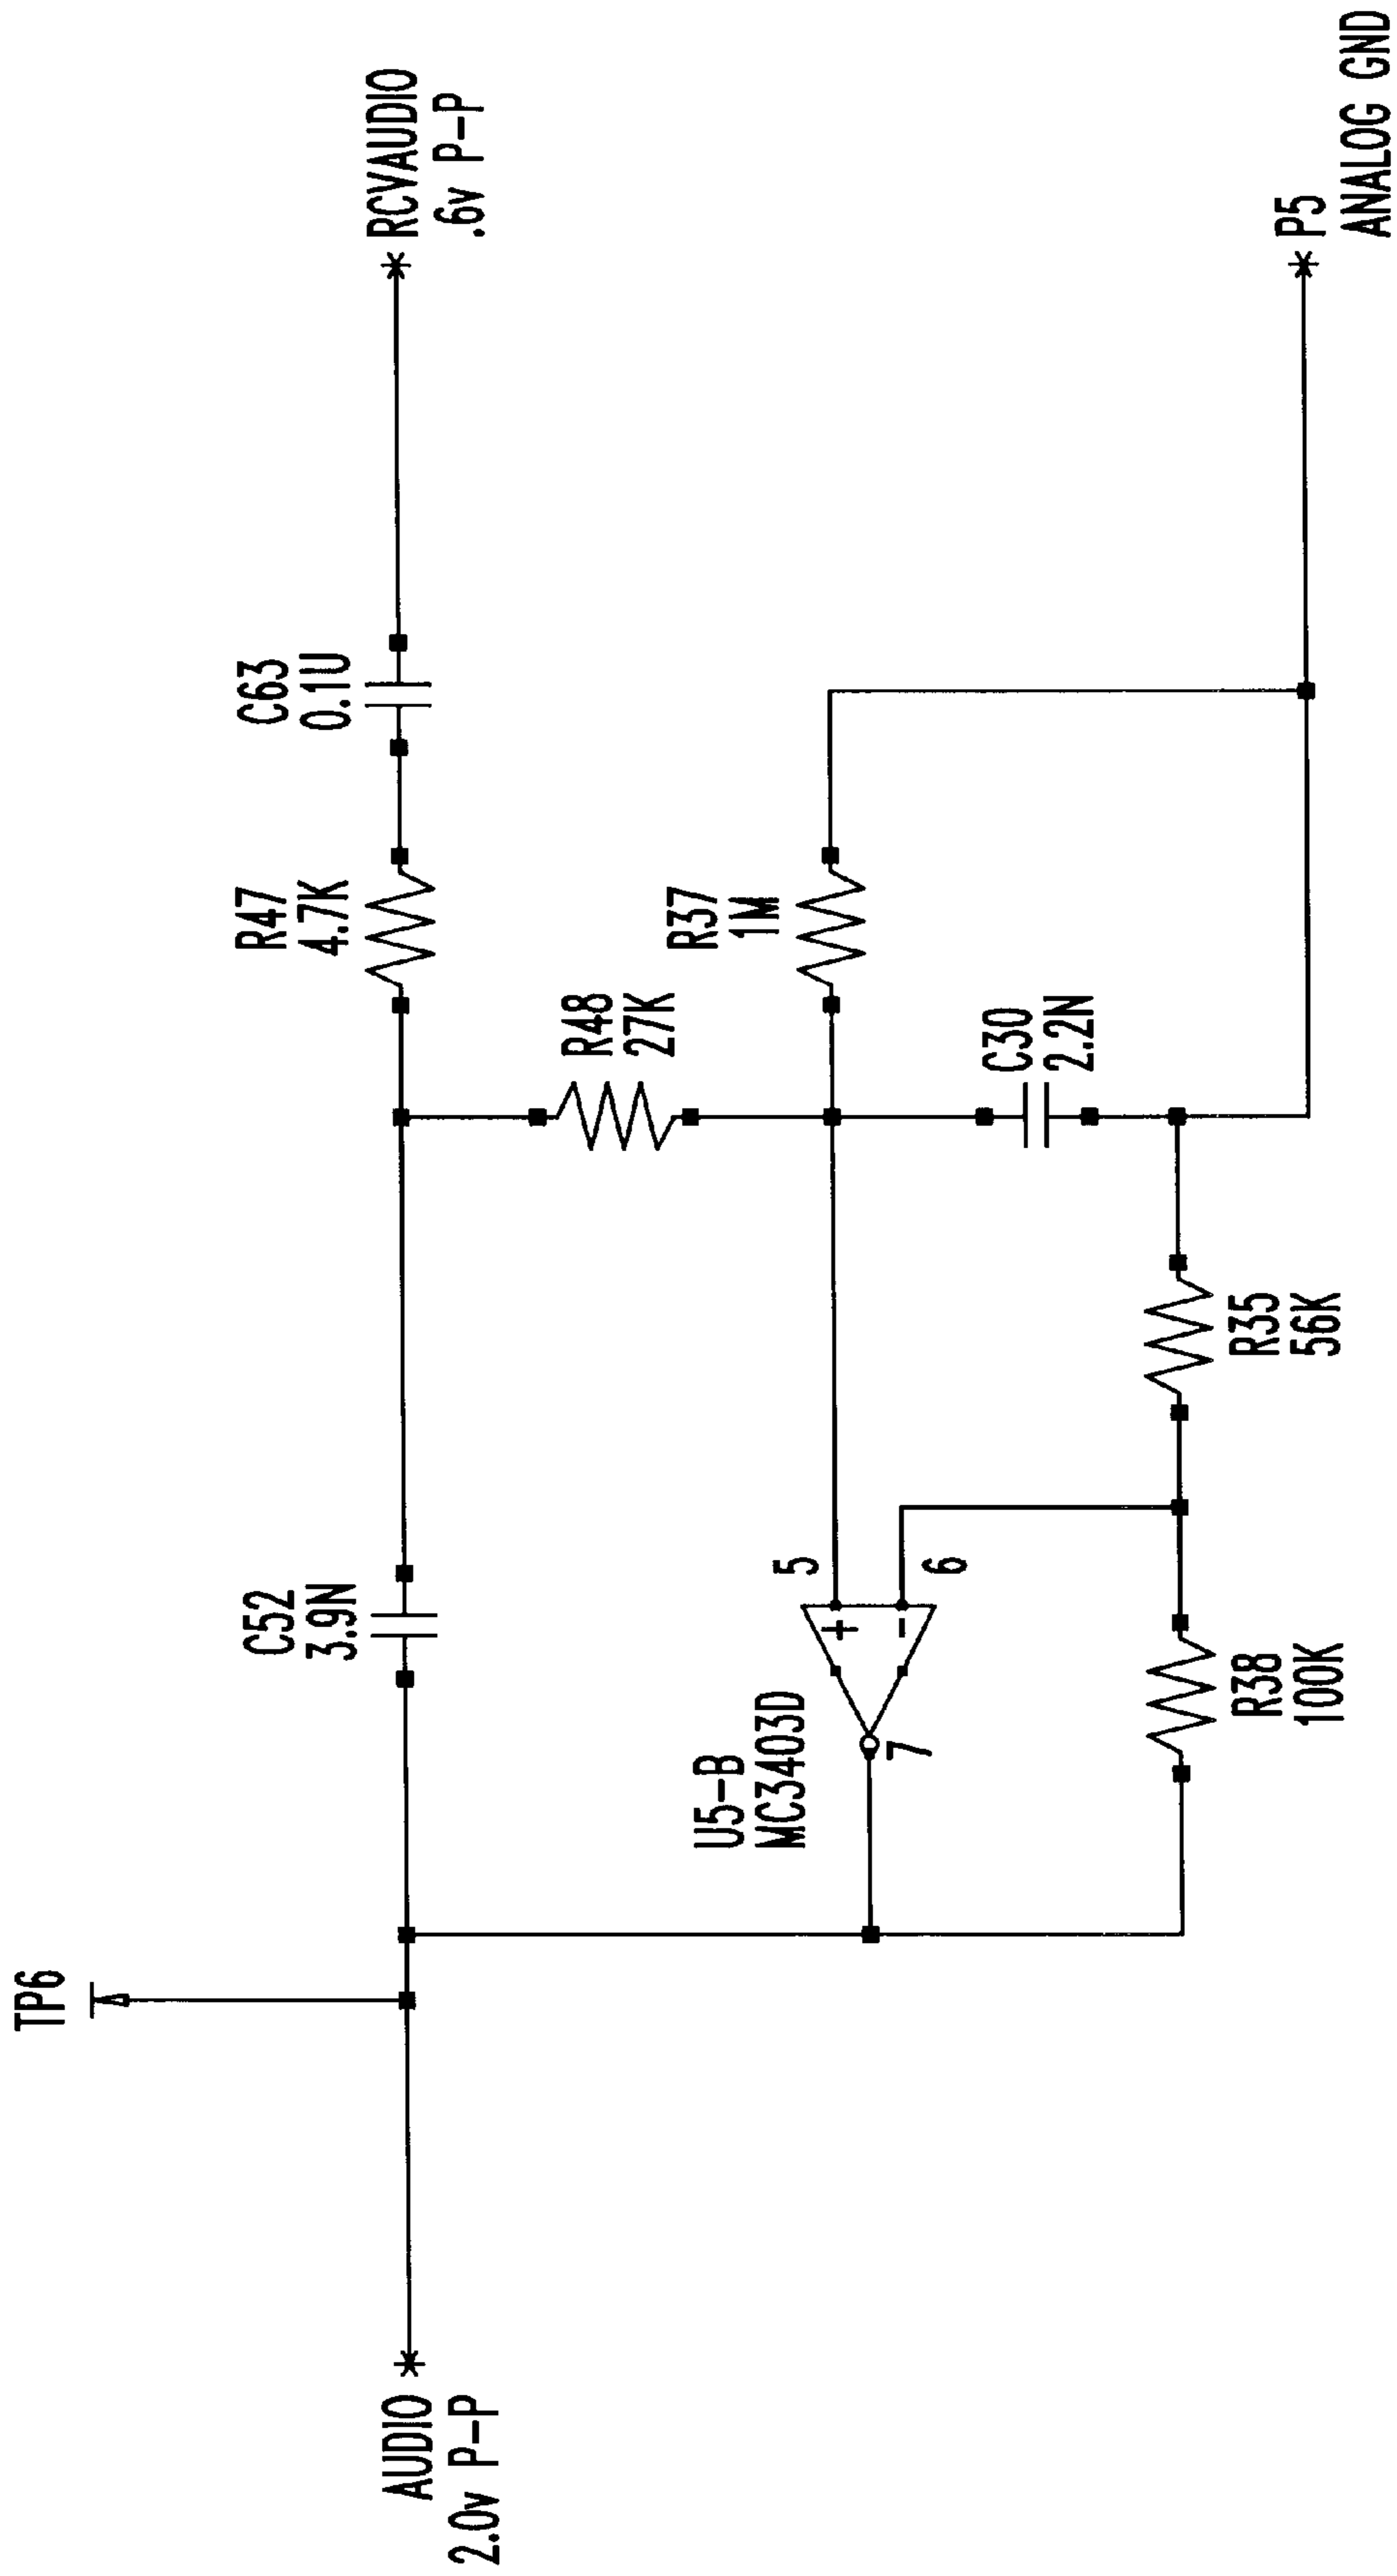 TP6
AUDIO
2.0v P-P
C52
3.9N
R47
4.7K
C63
0.1U
RCVAUDIO
.6v P-P
R48
27K
U5-B
MC3403D
7
5
6
+
-
R37
1M
C30
2.2N
R38
100K
R35
56K
P5
ANALOG GND